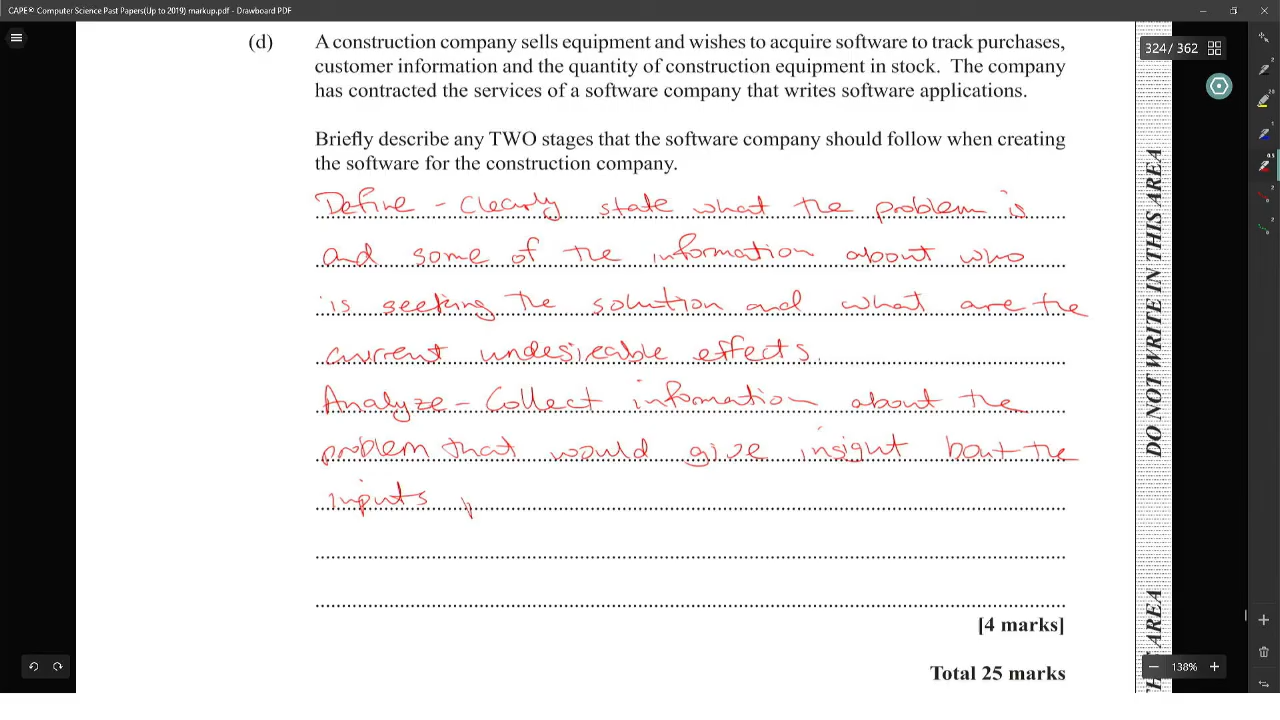 CAPE® Computer Science Past Papers(Up to 2019) markup.pdf - Drawboard PDF
324 / 362
(d) A construction company sells equipment and wishes to acquire software to track purchases,
customer information and the quantity of construction equipment in stock. The company
has contracted the services of a software company that writes software applications.
Briefly describe any TWO stages that the software company should follow when creating
the software for the construction company.
Define - clearly state what the problem is
and some of the information about who
is seeking the solution and what are the
current undesirable effects.
Analyze - Collect information about the
problem that would give insight bout the
inputs
[4 marks]
Total 25 marks
DO NOT WRITE IN THIS AREA
AREA
138%